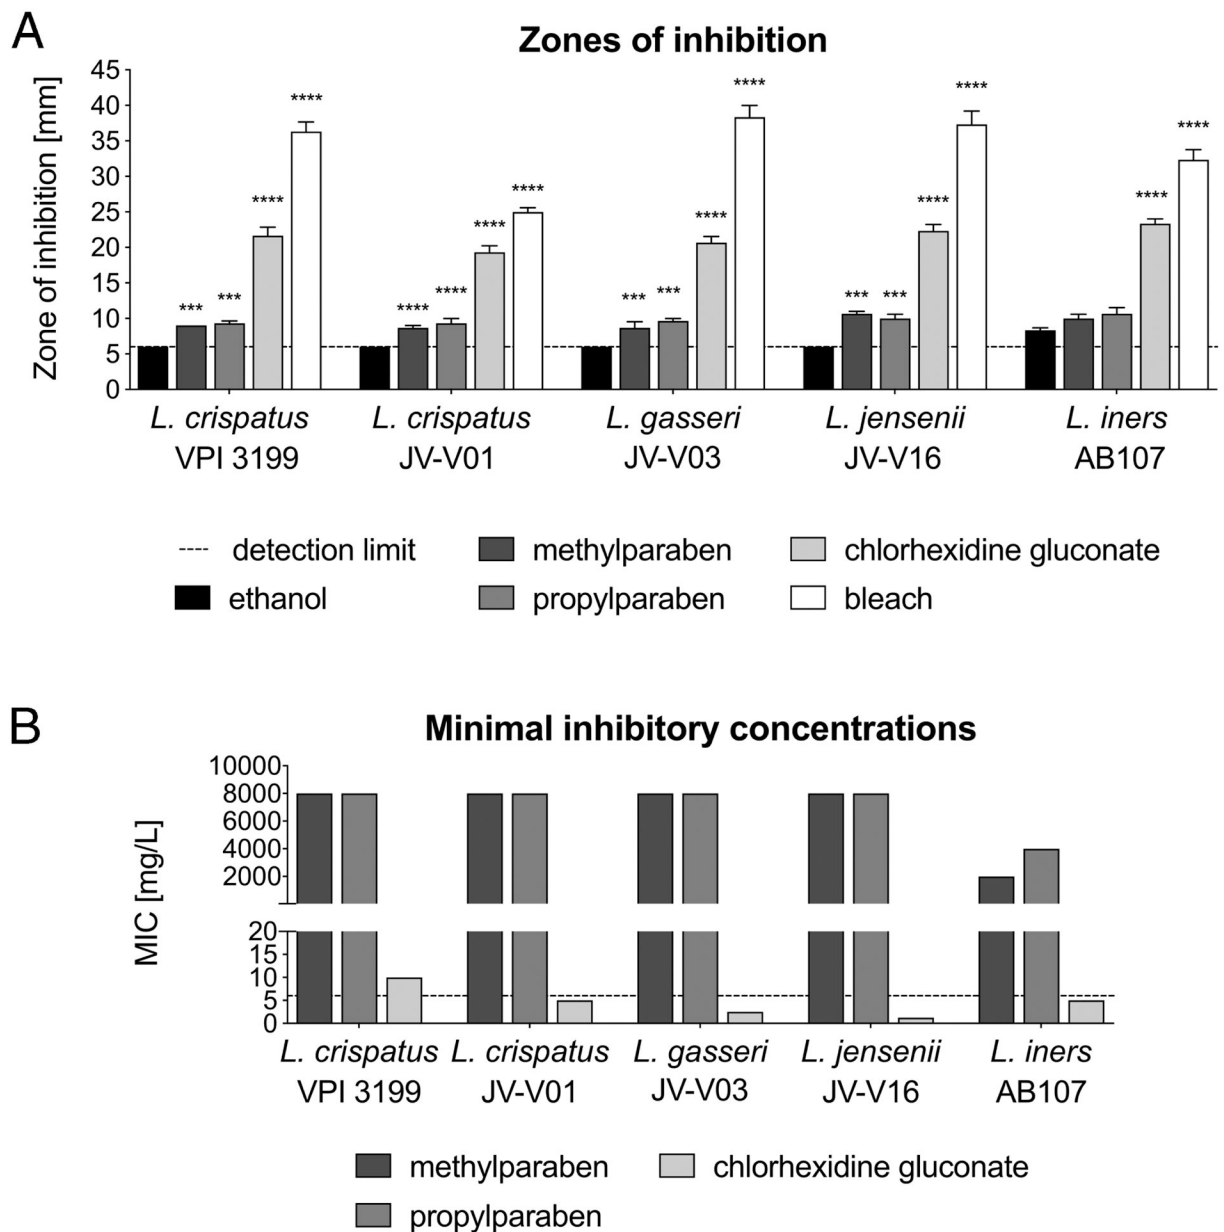 A
Zones of inhibition
Zone of inhibition [mm]
45
40
35
30
25
20
15
10
5
0
*** *** **** ****
**** **** **** ****
*** *** **** ****
*** *** **** ****
**** ****
L. crispatus L. crispatus L. gasseri L. jensenii L. iners
VPI 3199 JV-V01 JV-V03 JV-V16 AB107
detection limit methylparaben chlorhexidine gluconate
ethanol propylparaben bleach
B
Minimal inhibitory concentrations
MIC [mg/L]
10000
8000
6000
4000
2000
20
15
10
5
0
L. crispatus L. crispatus L. gasseri L. jensenii L. iners
VPI 3199 JV-V01 JV-V03 JV-V16 AB107
methylparaben chlorhexidine gluconate
propylparaben